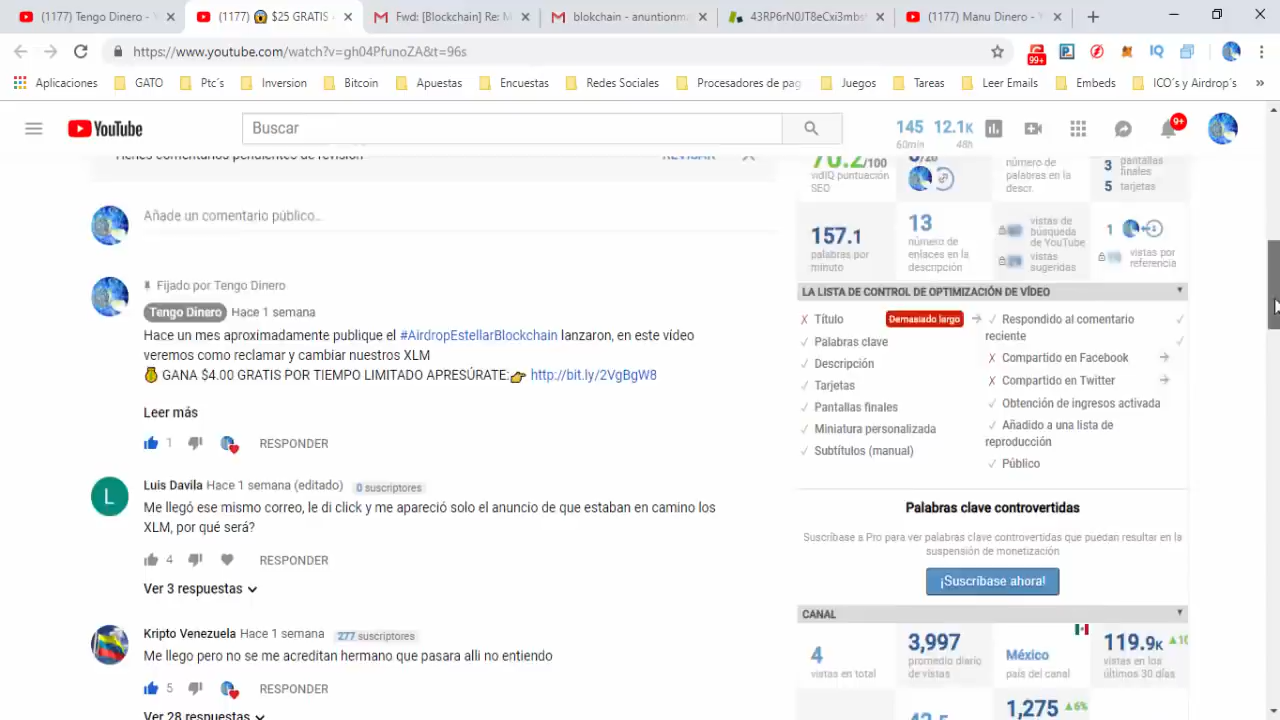 (1177) Tengo Dinero - Y
(1177) 😱 $25 GRATIS
Fwd: [Blockchain] Re: M
blokchain - anuntionm
43RP6rN0JT8eCxi3mbs
(1177) Manu Dinero - Y
https://www.youtube.com/watch?v=gh04PfunoZA&t=96s
99+
IQ
Aplicaciones
GATO
Ptc´s
Inversion
Bitcoin
Apuestas
Encuestas
Redes Sociales
Procesadores de pag
Juegos
Tareas
Leer Emails
Embeds
ICO´s y Airdrop´s
»
YouTube
Buscar
145
60min
12.1k
48h
9+
Tienes comentarios pendientes de revisión
REVISAR
Añade un comentario público...
Fijado por Tengo Dinero
Tengo Dinero Hace 1 semana
Hace un mes aproximadamente publique el #AirdropEstellarBlockchain lanzaron, en este vídeo
veremos como reclamar y cambiar nuestros XLM
💰 GANA $4.00 GRATIS POR TIEMPO LIMITADO APRESÚRATE:👉 http://bit.ly/2VgBgW8
Leer más
1 RESPONDER
L
Luis Davila Hace 1 semana (editado) 0 suscriptores
Me llegó ese mismo correo, le di click y me apareció solo el anuncio de que estaban en camino los
XLM, por qué será?
4 RESPONDER
Ver 3 respuestas
Kripto Venezuela Hace 1 semana 277 suscriptores
Me llego pero no se me acreditan hermano que pasara alli no entiendo
5 RESPONDER
Ver 28 respuestas
70.2/100
vidIQ puntuación
SEO
número de
palabras en la
descr.
3 pantallas
finales
5 tarjetas
157.1
palabras por
minuto
13
número de
enlaces en la
descripción
vistas de
búsqueda
de YouTube
vistas
sugeridas
1
vistas por
referencia
LA LISTA DE CONTROL DE OPTIMIZACIÓN DE VÍDEO
✗ Título Demasiado largo
✓ Palabras clave
✓ Descripción
✓ Tarjetas
✓ Pantallas finales
✓ Miniatura personalizada
✓ Subtítulos (manual)
✓ Respondido al comentario
reciente
✗ Compartido en Facebook
✗ Compartido en Twitter
✓ Obtención de ingresos activada
✓ Añadido a una lista de
reproducción
✓ Público
Palabras clave controvertidas
Suscríbase a Pro para ver palabras clave controvertidas que puedan resultar en la
suspensión de monetización
¡Suscríbase ahora!
CANAL
4
vistas en total
3,997
promedio diario
de vistas
México
país del canal
119.9K
vistas en los
últimos 30 días
1,275 ▲6%